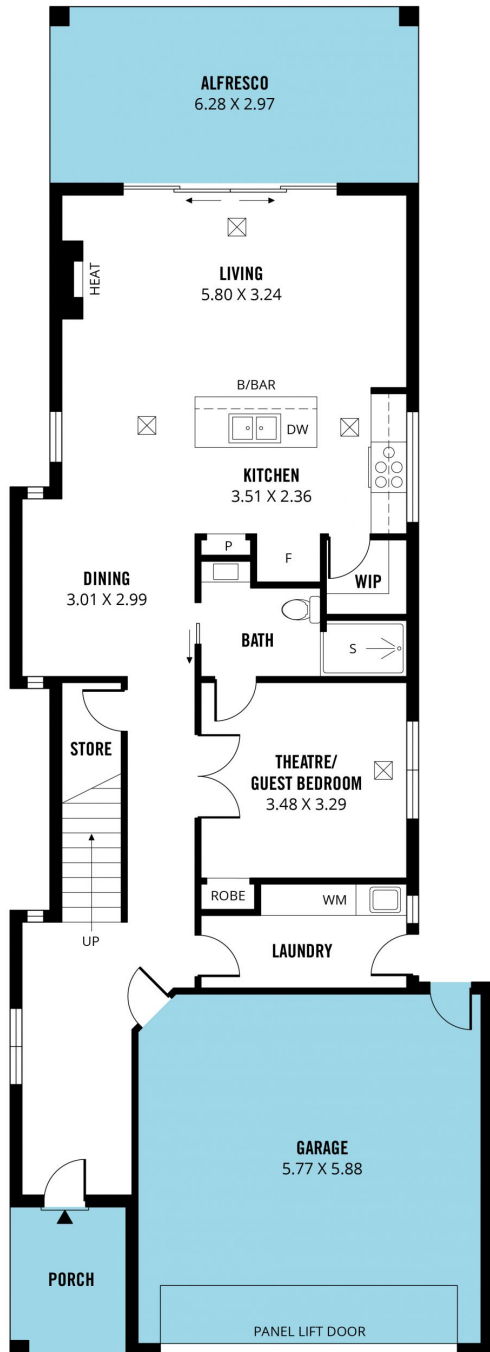 ALFRESCO
6.28 X 2.97
HEAT
LIVING
5.80 X 3.24
B/BAR
DW
KITCHEN
3.51 X 2.36
P
F
WIP
DINING
3.01 X 2.99
BATH
S
STORE
THEATRE/
GUEST BEDROOM
3.48 X 3.29
ROBE
WM
UP
LAUNDRY
GARAGE
5.77 X 5.88
PORCH
PANEL LIFT DOOR